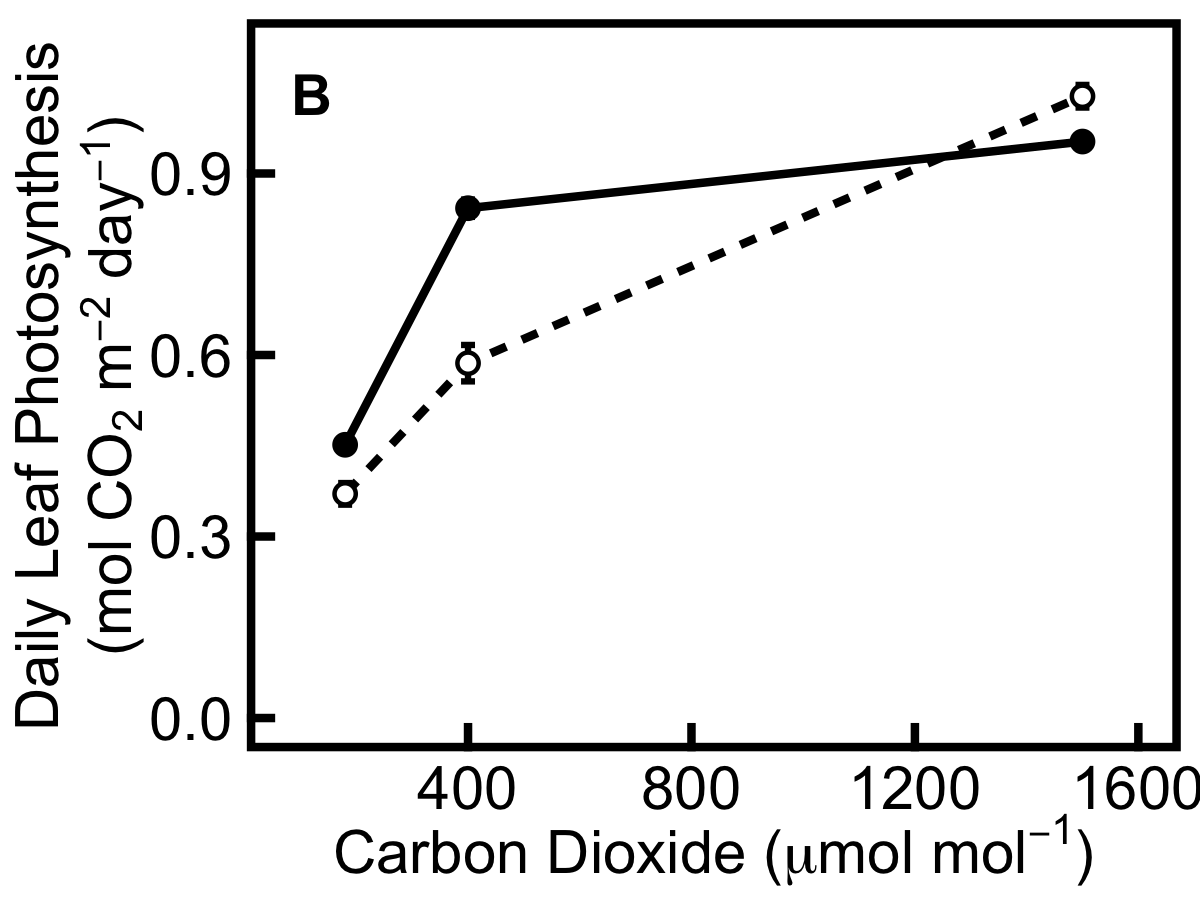 B
Daily Leaf Photosynthesis
(mol CO₂ m⁻² day⁻¹)
0.9
0.6
0.3
0.0
400 800 1200 1600
Carbon Dioxide (μmol mol⁻¹)